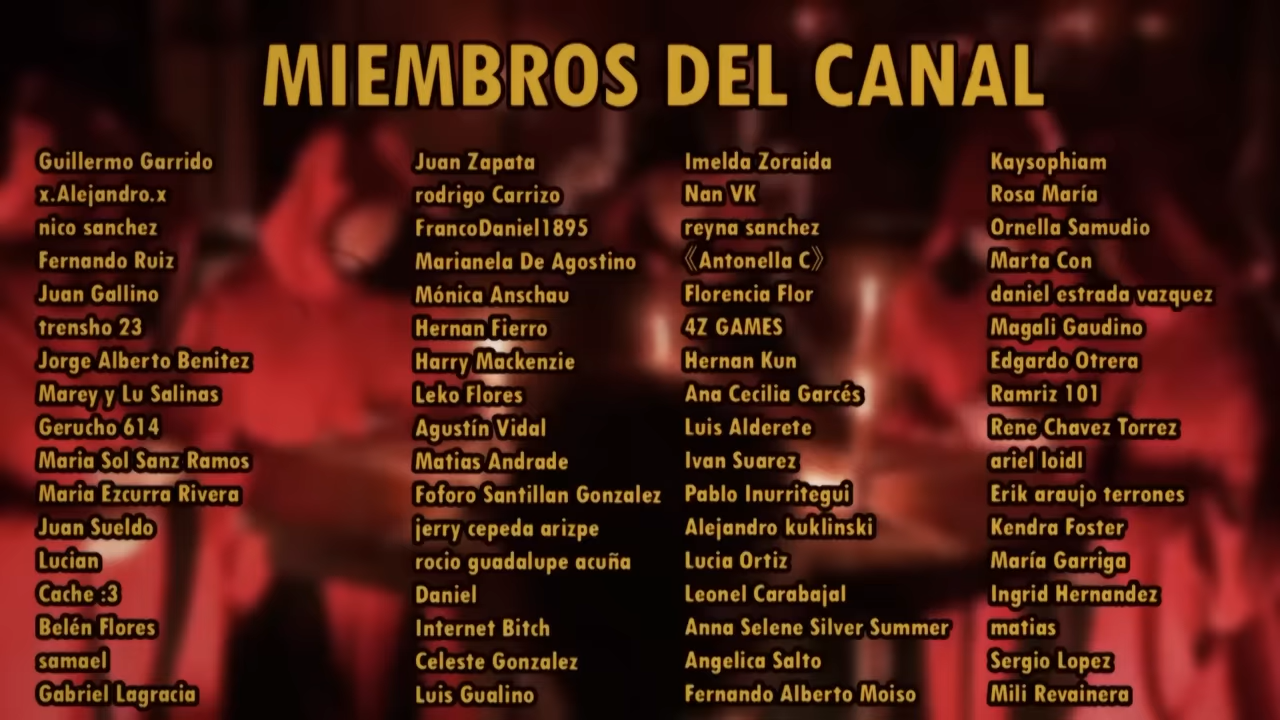 MIEMBROS DEL CANAL
Guillermo Garrido
x.Alejandro.x
nico sanchez
Fernando Ruiz
Juan Gallino
trensho 23
Jorge Alberto Benitez
Marey y Lu Salinas
Gerucho 614
Maria Sol Sanz Ramos
Maria Ezcurra Rivera
Juan Sueldo
Lucian
Cache :3
Belén Flores
samael
Gabriel Lagracia
Juan Zapata
rodrigo Carrizo
FrancoDaniel1895
Marianela De Agostino
Mónica Anschau
Hernan Fierro
Harry Mackenzie
Leko Flores
Agustín Vidal
Matias Andrade
Foforo Santillan Gonzalez
jerry cepeda arizpe
rocio guadalupe acuña
Daniel
Internet Bitch
Celeste Gonzalez
Luis Gualino
Imelda Zoraida
Nan VK
reyna sanchez
《Antonella C》
Florencia Flor
4Z GAMES
Hernan Kun
Ana Cecilia Garcés
Luis Alderete
Ivan Suarez
Pablo Inurritegui
Alejandro kuklinski
Lucia Ortiz
Leonel Carabajal
Anna Selene Silver Summer
Angelica Salto
Fernando Alberto Moiso
Kaysophiam
Rosa María
Ornella Samudio
Marta Con
daniel estrada vazquez
Magali Gaudino
Edgardo Otrera
Ramriz 101
Rene Chavez Torrez
ariel loidl
Erik araujo terrones
Kendra Foster
María Garriga
Ingrid Hernandez
matias
Sergio Lopez
Mili Revainera